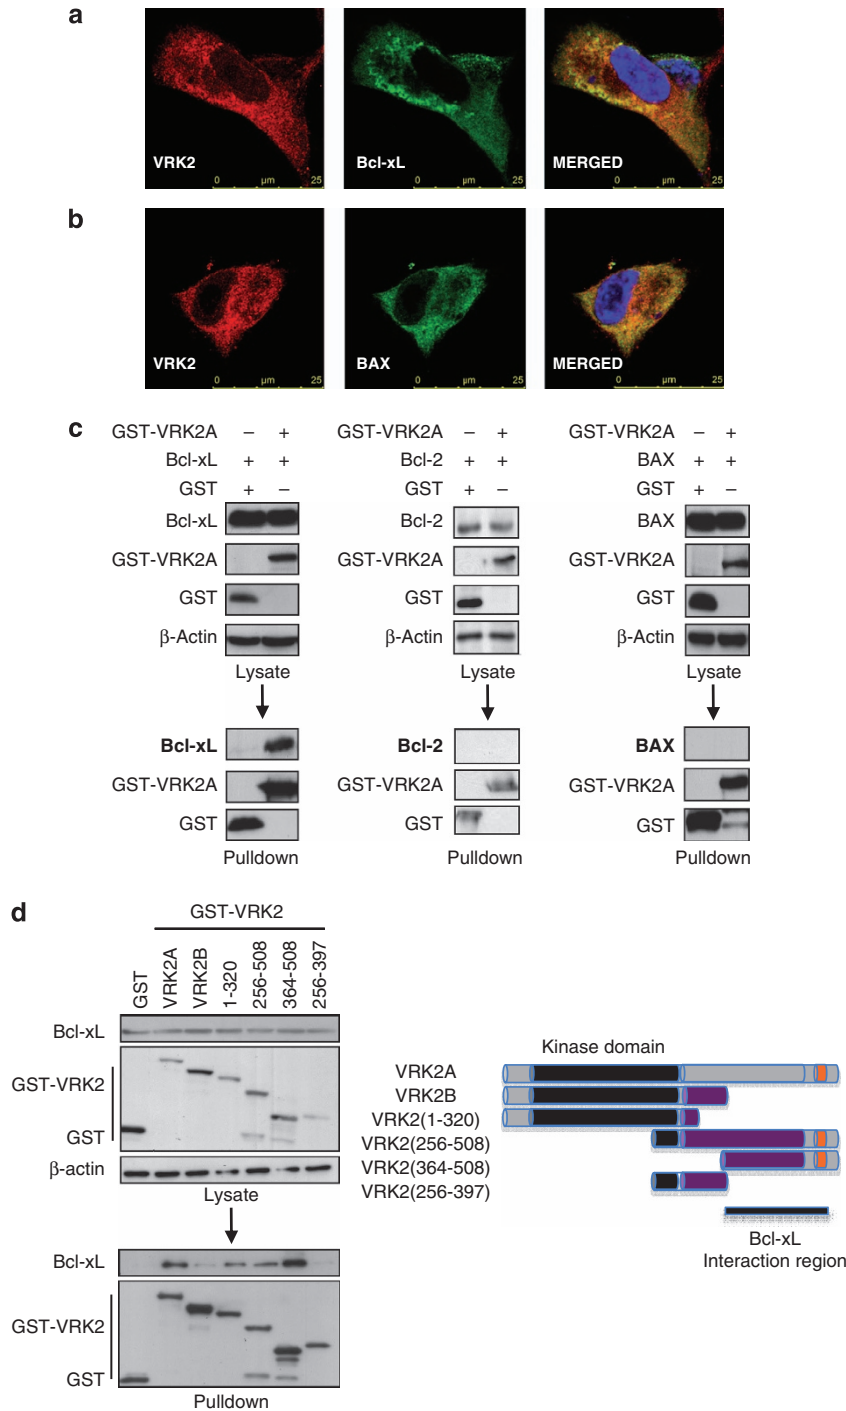 a
VRK2
0 µm 25
Bcl-xL
0 µm 25
MERGED
0 µm 25
b
VRK2
0 µm 25
BAX
0 µm 25
MERGED
0 µm 25
c
GST-VRK2A – +
Bcl-xL + +
GST + –
Bcl-xL
GST-VRK2A
GST
β-Actin
Lysate
Bcl-xL
GST-VRK2A
GST
Pulldown
GST-VRK2A – +
Bcl-2 + +
GST + –
Bcl-2
GST-VRK2A
GST
β-Actin
Lysate
Bcl-2
GST-VRK2A
GST
Pulldown
GST-VRK2A – +
BAX + +
GST + –
BAX
GST-VRK2A
GST
β-Actin
Lysate
BAX
GST-VRK2A
GST
Pulldown
d
GST-VRK2
GST
VRK2A
VRK2B
1-320
256-508
364-508
256-397
Bcl-xL
GST-VRK2
GST
β-actin
Lysate
Bcl-xL
GST-VRK2
GST
Pulldown
Kinase domain
VRK2A
VRK2B
VRK2(1-320)
VRK2(256-508)
VRK2(364-508)
VRK2(256-397)
Bcl-xL
Interaction region